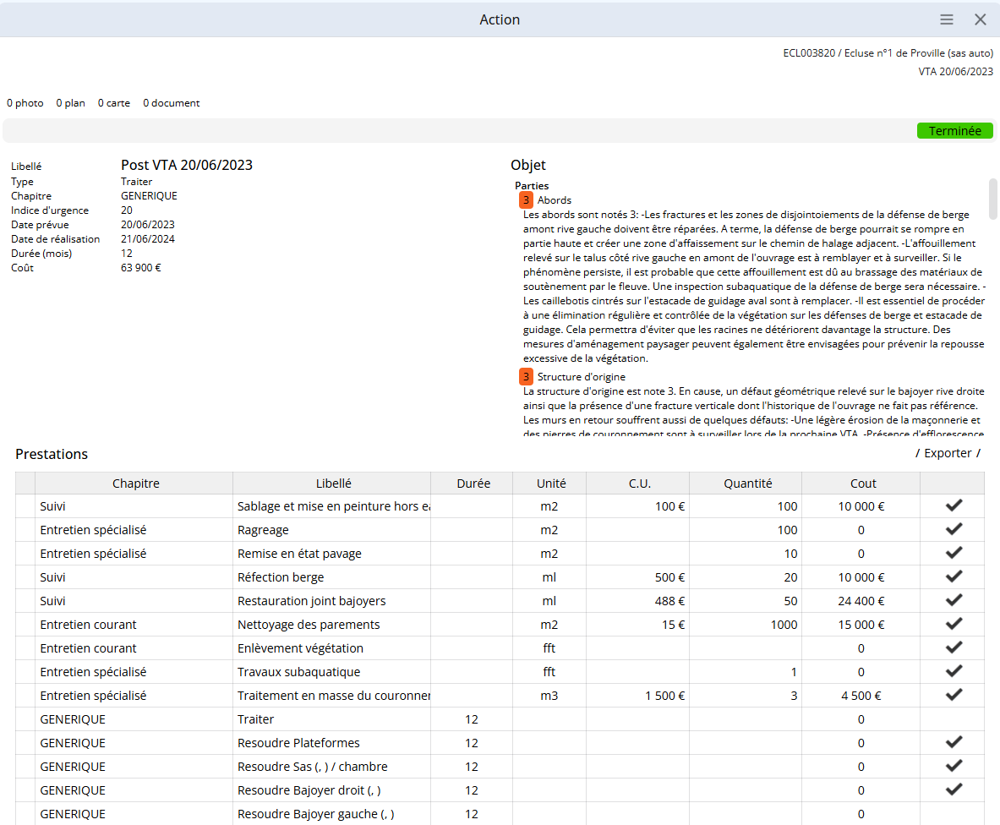 Action
ECL003820 / Ecluse n°1 de Proville (sas auto)
VTA 20/06/2023
0 photo 0 plan 0 carte 0 document
Terminée
Libellé Post VTA 20/06/2023
Type Traiter
Chapitre GENERIQUE
Indice d'urgence 20
Date prévue 20/06/2023
Date de réalisation 21/06/2024
Durée (mois) 12
Coût 63 900 €
Objet
Parties
3 Abords
Les abords sont notés 3: -Les fractures et les zones de disjointoiements de la défense de berge
amont rive gauche doivent être réparées. A terme, la défense de berge pourrait se rompre en
partie haute et créer une zone d'affaissement sur le chemin de halage adjacent. -L'affouillement
relevé sur le talus côté rive gauche en amont de l'ouvrage est à remblayer et à surveiller. Si le
phénomène persiste, il est probable que cette affouillement est dû au brassage des matériaux de
soutènement par le fleuve. Une inspection subaquatique de la défense de berge sera nécessaire. -
Les caillebotis cintrés sur l'estacade de guidage aval sont à remplacer. -Il est essentiel de procéder
à une élimination régulière et contrôlée de la végétation sur les défenses de berge et estacade de
guidage. Cela permettra d'éviter que les racines ne détériorent davantage la structure. Des
mesures d'aménagement paysager peuvent également être envisagées pour prévenir la repousse
excessive de la végétation.
3 Structure d'origine
La structure d'origine est note 3. En cause, un défaut géométrique relevé sur le bajoyer rive droite
ainsi que la présence d'une fracture verticale dont l'historique de l'ouvrage ne fait pas référence.
Les murs en retour souffrent aussi de quelques défauts: -Une légère érosion de la maçonnerie et
des pierres de couronnement sont à surveiller lors de la prochaine VTA. -Présence d'efflorescence
Prestations
/ Exporter /
Chapitre Libellé Durée Unité C.U. Quantité Cout
Suivi Sablage et mise en peinture hors ea m2 100 € 100 10 000 €
Entretien spécialisé Ragreage m2 100 0
Entretien spécialisé Remise en état pavage m2 10 0
Suivi Réfection berge ml 500 € 20 10 000 €
Suivi Restauration joint bajoyers ml 488 € 50 24 400 €
Entretien courant Nettoyage des parements m2 15 € 1000 15 000 €
Entretien courant Enlèvement végétation fft 0
Entretien spécialisé Travaux subaquatique fft 1 0
Entretien spécialisé Traitement en masse du couronner m3 1 500 € 3 4 500 €
GENERIQUE Traiter 12 0
GENERIQUE Resoudre Plateformes 12 0
GENERIQUE Resoudre Sas (, ) / chambre 12 0
GENERIQUE Resoudre Bajoyer droit (, ) 12 0
GENERIQUE Resoudre Bajoyer gauche (, ) 12 0